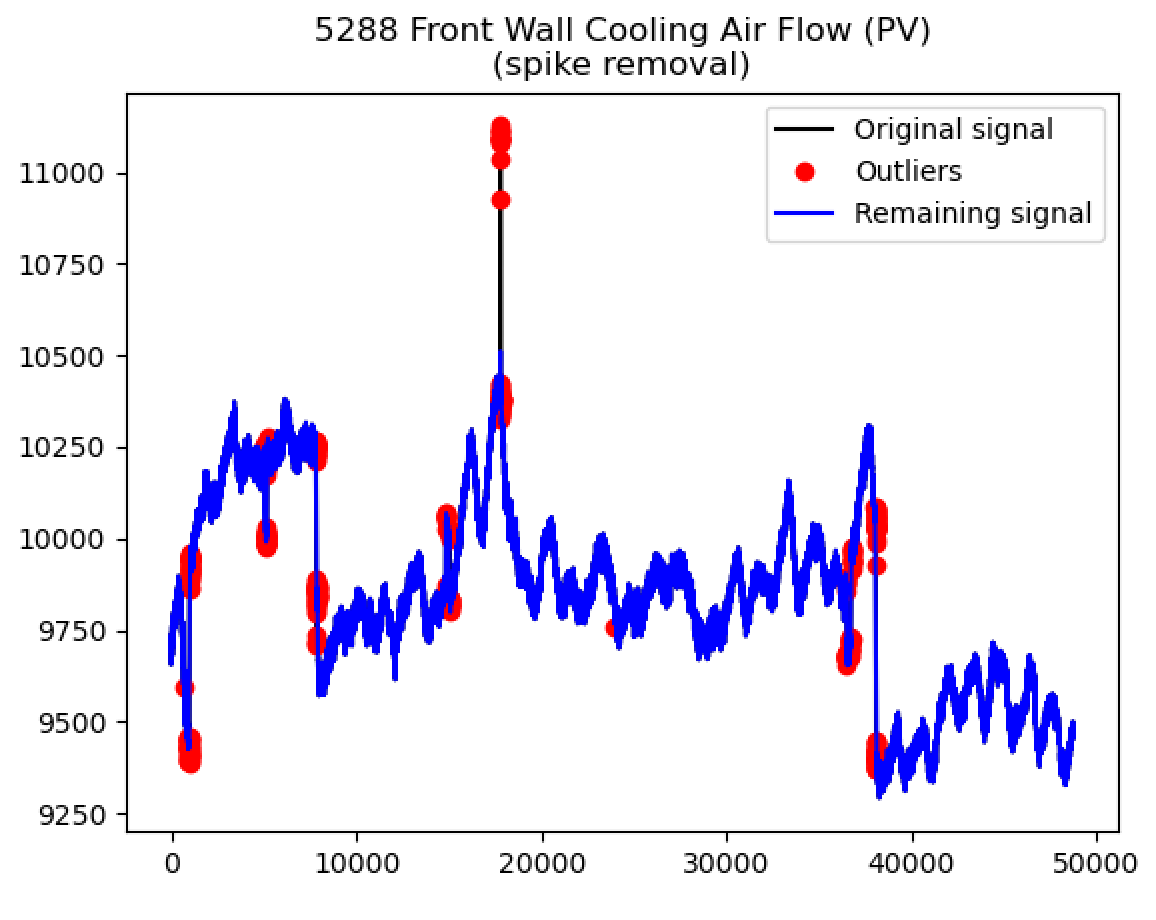 5288 Front Wall Cooling Air Flow (PV)
(spike removal)
Original signal
Outliers
Remaining signal
11000
10750
10500
10250
10000
9750
9500
9250
0 10000 20000 30000 40000 50000